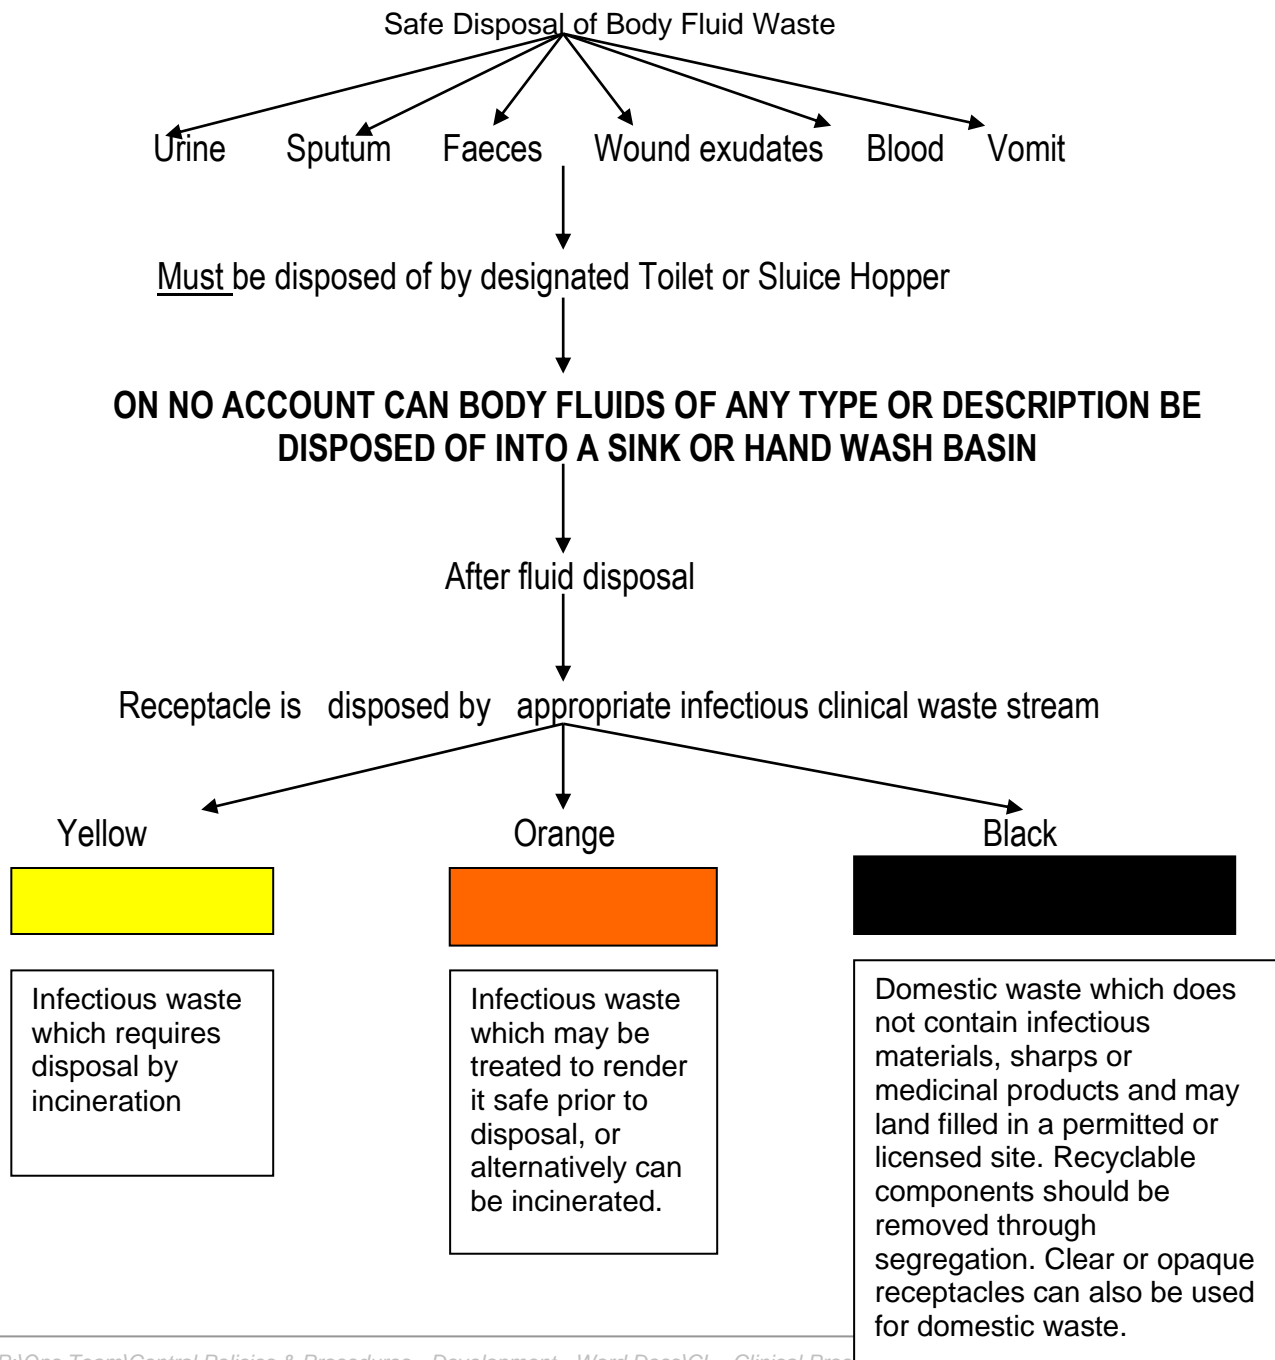 Safe Disposal of Body Fluid Waste
Urine Sputum Faeces Wound exudates Blood Vomit
Must be disposed of by designated Toilet or Sluice Hopper
ON NO ACCOUNT CAN BODY FLUIDS OF ANY TYPE OR DESCRIPTION BE
DISPOSED OF INTO A SINK OR HAND WASH BASIN
After fluid disposal
Receptacle is disposed by appropriate infectious clinical waste stream
Yellow
Orange
Black
Infectious waste
which requires
disposal by
incineration
Infectious waste
which may be
treated to render
it safe prior to
disposal, or
alternatively can
be incinerated.
Domestic waste which does
not contain infectious
materials, sharps or
medicinal products and may
land filled in a permitted or
licensed site. Recyclable
components should be
removed through
segregation. Clear or opaque
receptacles can also be used
for domestic waste.